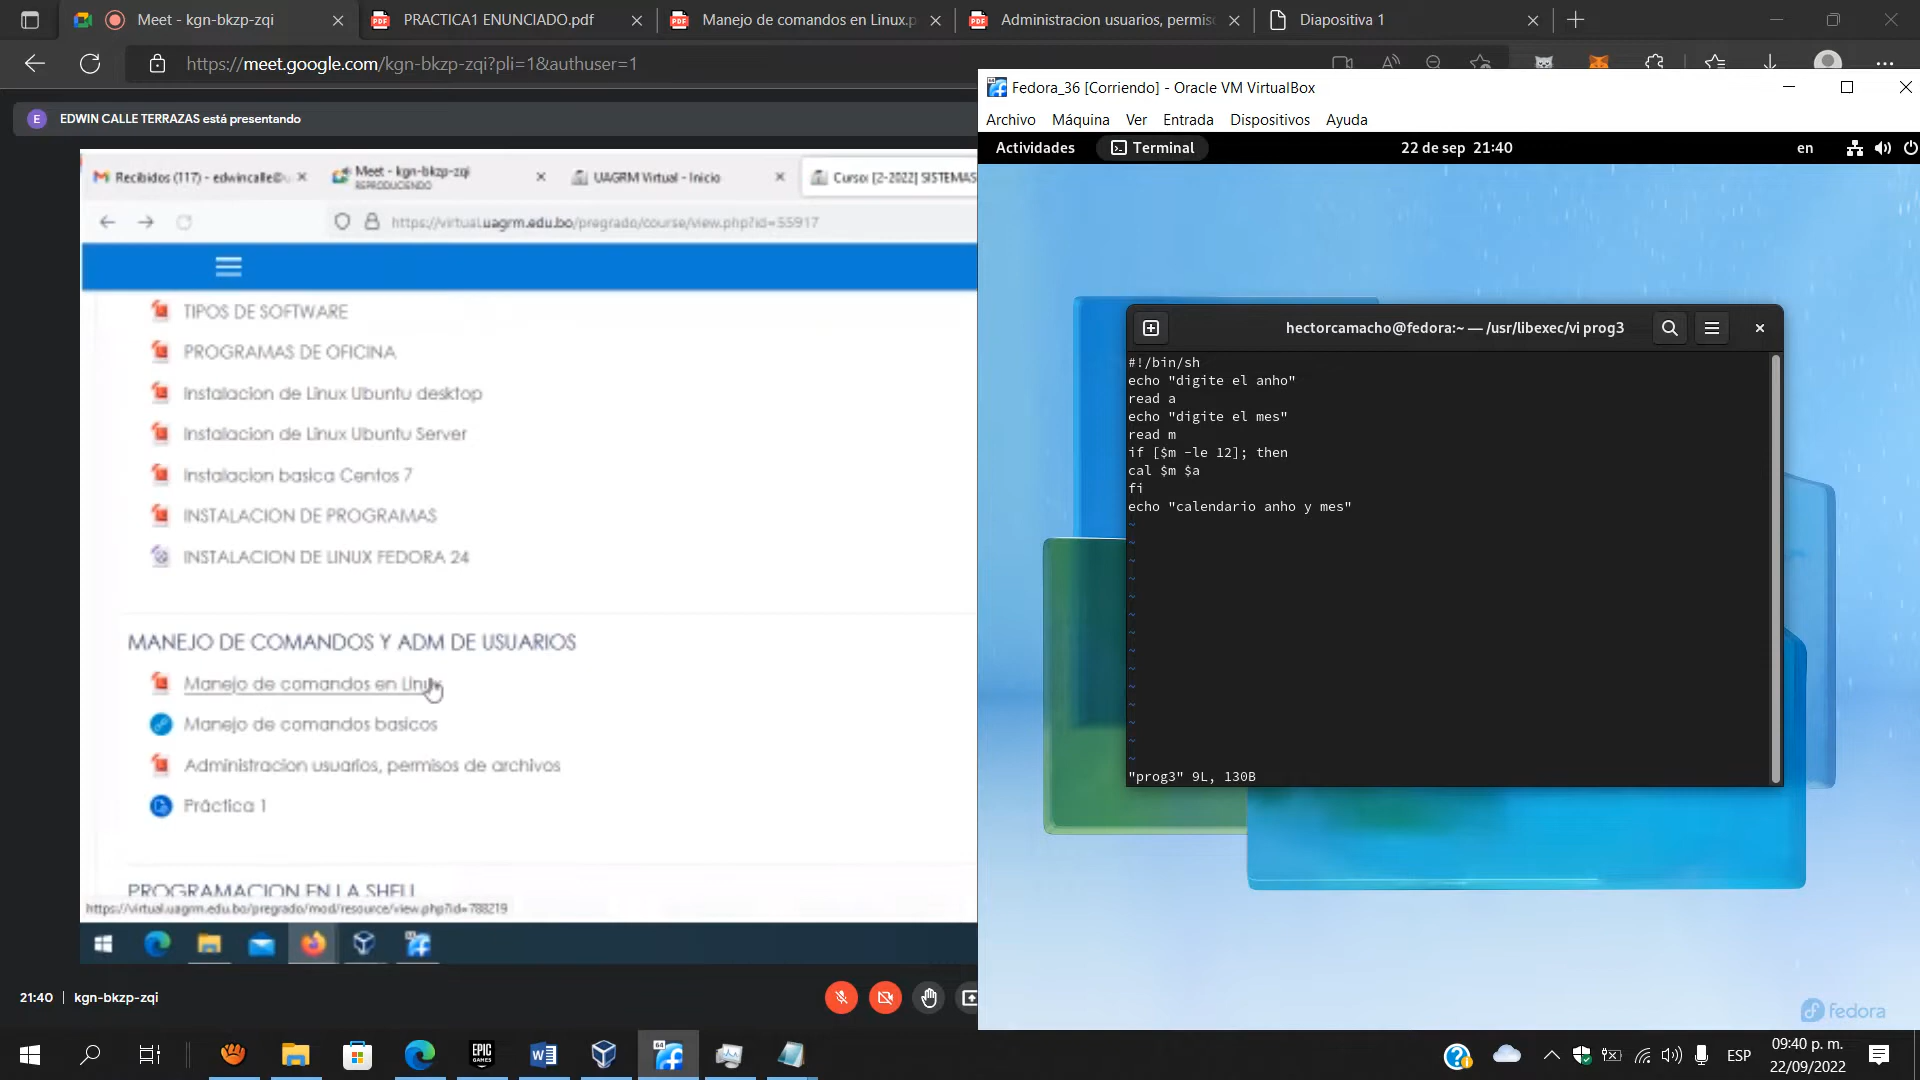 Meet - kgn-bkzp-zqi
PRACTICA1 ENUNCIADO.pdf
Manejo de comandos en Linux.p
Administracion usuarios, permiso
Diapositiva 1
https://meet.google.com/kgn-bkzp-zqi?pli=1&authuser=1
E EDWIN CALLE TERRAZAS está presentando
Recibidos (117) - edwincalle@u
Meet - kgn-bkzp-zqi
REPRODUCIENDO
UAGRM Virtual - Inicio
Curso: [2-2022] SISTEMAS
https://virtual.uagrm.edu.bo/pregrado/course/view.php?id=55917
TIPOS DE SOFTWARE
PROGRAMAS DE OFICINA
Instalacion de Linux Ubuntu desktop
Instalacion de Linux Ubuntu Server
Instalacion basica Centos 7
INSTALACION DE PROGRAMAS
INSTALACION DE LINUX FEDORA 24
MANEJO DE COMANDOS Y ADM DE USUARIOS
Manejo de comandos en Linux
Manejo de comandos basicos
Administracion usuarios, permisos de archivos
Práctica 1
PROGRAMACION EN LA SHELL
https://virtual.uagrm.edu.bo/pregrado/mod/resource/view.php?id=788219
21:40 | kgn-bkzp-zqi
Fedora_36 [Corriendo] - Oracle VM VirtualBox
Archivo Máquina Ver Entrada Dispositivos Ayuda
Actividades Terminal 22 de sep 21:40 en
hectorcamacho@fedora:~ — /usr/libexec/vi prog3
#!/bin/sh
echo "digite el anho"
read a
echo "digite el mes"
read m
if [$m -le 12]; then
cal $m $a
fi
echo "calendario anho y mes"
~
~
~
~
~
~
~
~
~
~
~
~
~
~
"prog3" 9L, 130B
fedora
EPIC GAMES
64
ESP
09:40 p. m.
22/09/2022